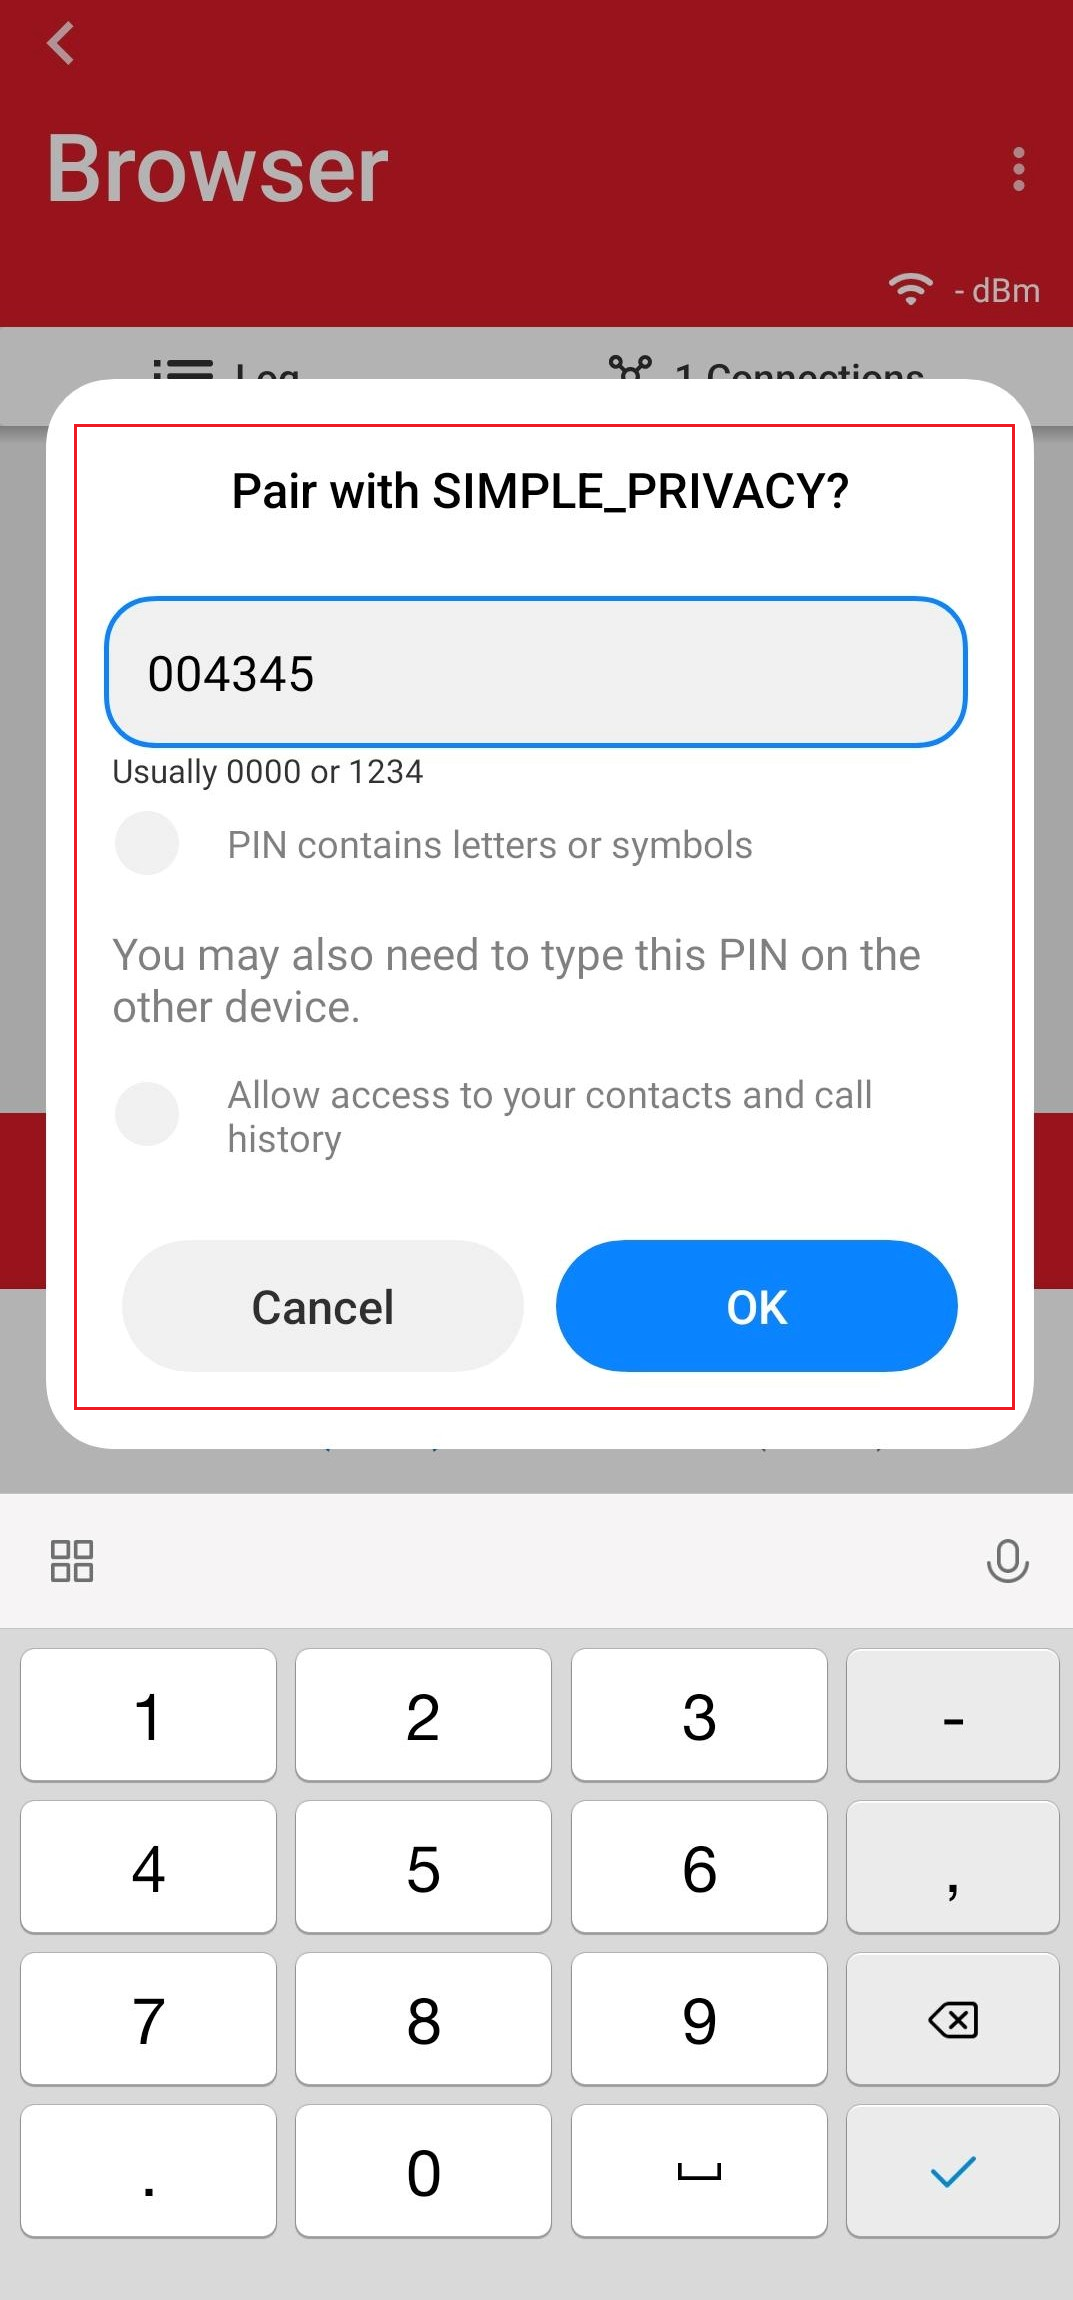 Browser
- dBm
Log
1 Connections
Pair with SIMPLE_PRIVACY?
004345
Usually 0000 or 1234
PIN contains letters or symbols
You may also need to type this PIN on the
other device.
Allow access to your contacts and call
history
Cancel
OK
1 2 3 -
4 5 6 ,
7 8 9
. 0